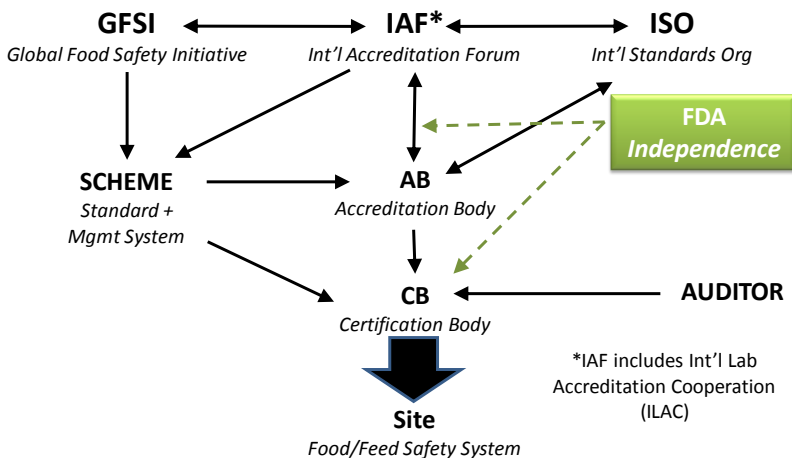 GFSI
Global Food Safety Initiative
IAF*
Int’l Accreditation Forum
ISO
Int’l Standards Org
FDA
Independence
SCHEME
Standard +
Mgmt System
AB
Accreditation Body
CB
Certification Body
AUDITOR
*IAF includes Int’l Lab
Accreditation Cooperation
(ILAC)
Site
Food/Feed Safety System